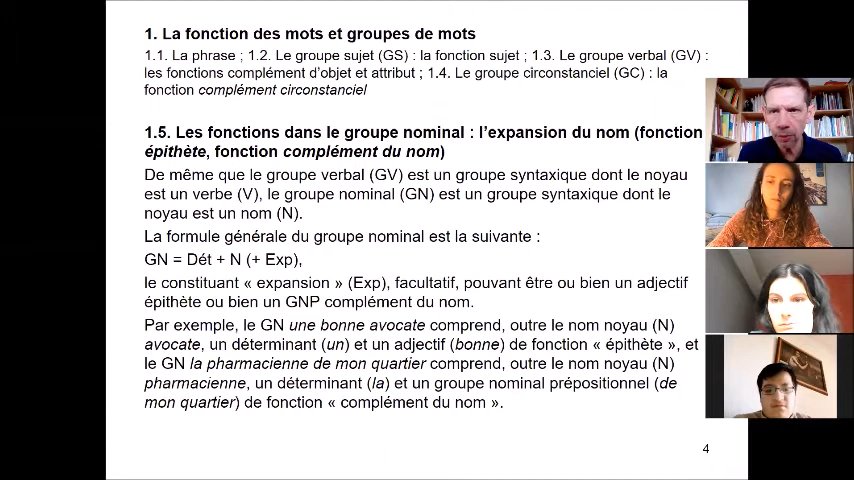 1. La fonction des mots et groupes de mots
1.1. La phrase ; 1.2. Le groupe sujet (GS) : la fonction sujet ; 1.3. Le groupe verbal (GV) :
les fonctions complément d'objet et attribut ; 1.4. Le groupe circonstanciel (GC) : la
fonction complément circonstanciel
1.5. Les fonctions dans le groupe nominal : l'expansion du nom (fonction
épithète, fonction complément du nom)
De même que le groupe verbal (GV) est un groupe syntaxique dont le noyau
est un verbe (V), le groupe nominal (GN) est un groupe syntaxique dont le
noyau est un nom (N).
La formule générale du groupe nominal est la suivante :
GN = Dét + N (+ Exp),
le constituant « expansion » (Exp), facultatif, pouvant être ou bien un adjectif
épithète ou bien un GNP complément du nom.
Par exemple, le GN une bonne avocate comprend, outre le nom noyau (N)
avocate, un déterminant (un) et un adjectif (bonne) de fonction « épithète », et
le GN la pharmacienne de mon quartier comprend, outre le nom noyau (N)
pharmacienne, un déterminant (la) et un groupe nominal prépositionnel (de
mon quartier) de fonction « complément du nom ».
4